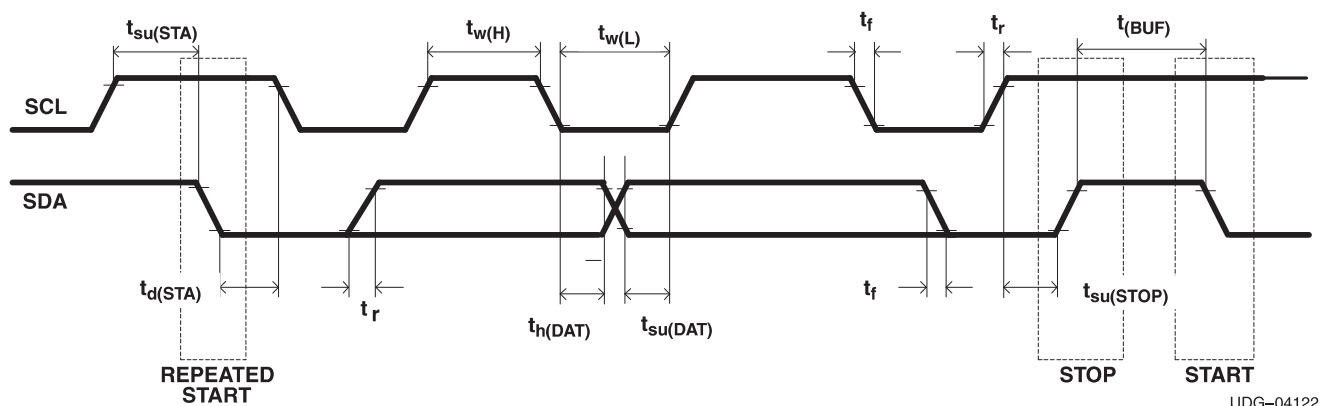 tsu(STA)
tw(H)
tw(L)
tf
tr
t(BUF)
SCL
SDA
td(STA)
tr
th(DAT)
tsu(DAT)
tf
tsu(STOP)
REPEATED
START
STOP
START
UDG–04122